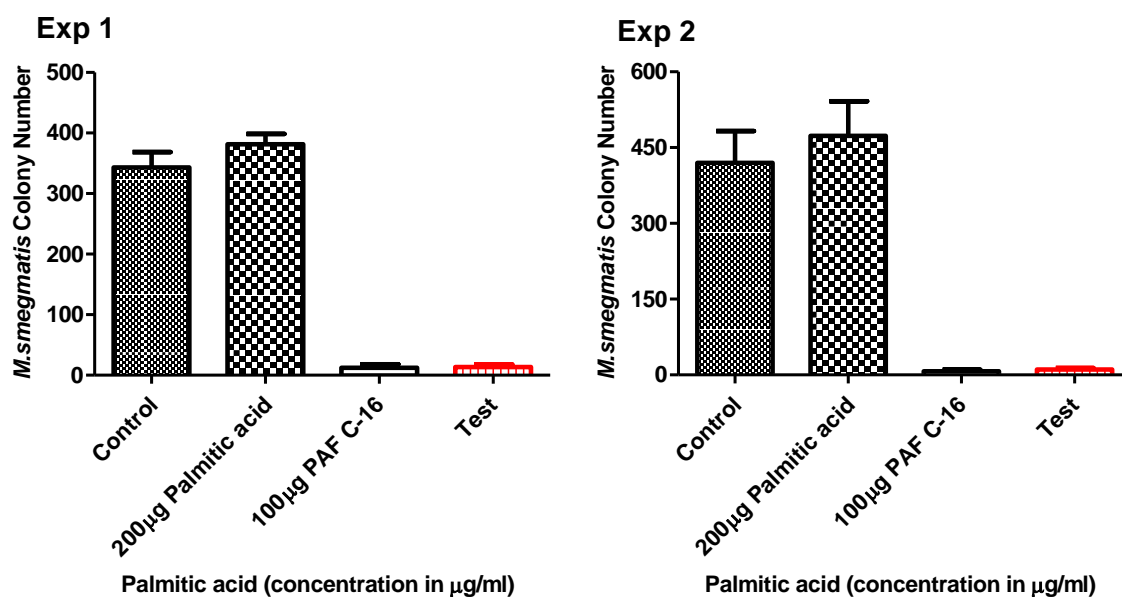 Exp 1
M.smegmatis Colony Number
500
400
300
200
100
0
Control
200µg Palmitic acid
100µg PAF C-16
Test
Palmitic acid (concentration in µg/ml)
Exp 2
M.smegmatis Colony Number
600
450
300
150
0
Control
200µg Palmitic acid
100µg PAF C-16
Test
Palmitic acid (concentration in µg/ml)